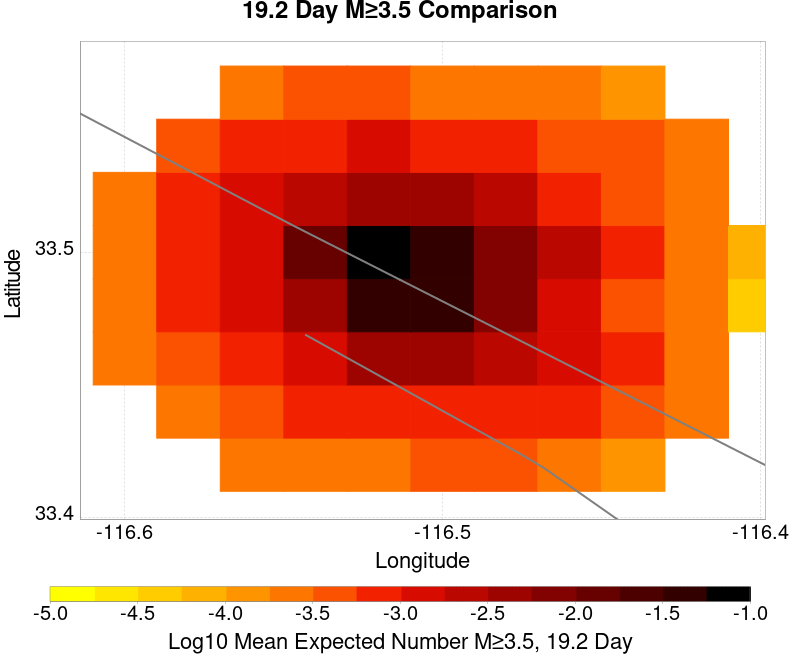 19.2 Day M≥3.5 Comparison
Latitude
33.5
33.4
-116.6 -116.5 -116.4
Longitude
-5.0 -4.5 -4.0 -3.5 -3.0 -2.5 -2.0 -1.5 -1.0
Log10 Mean Expected Number M≥3.5, 19.2 Day